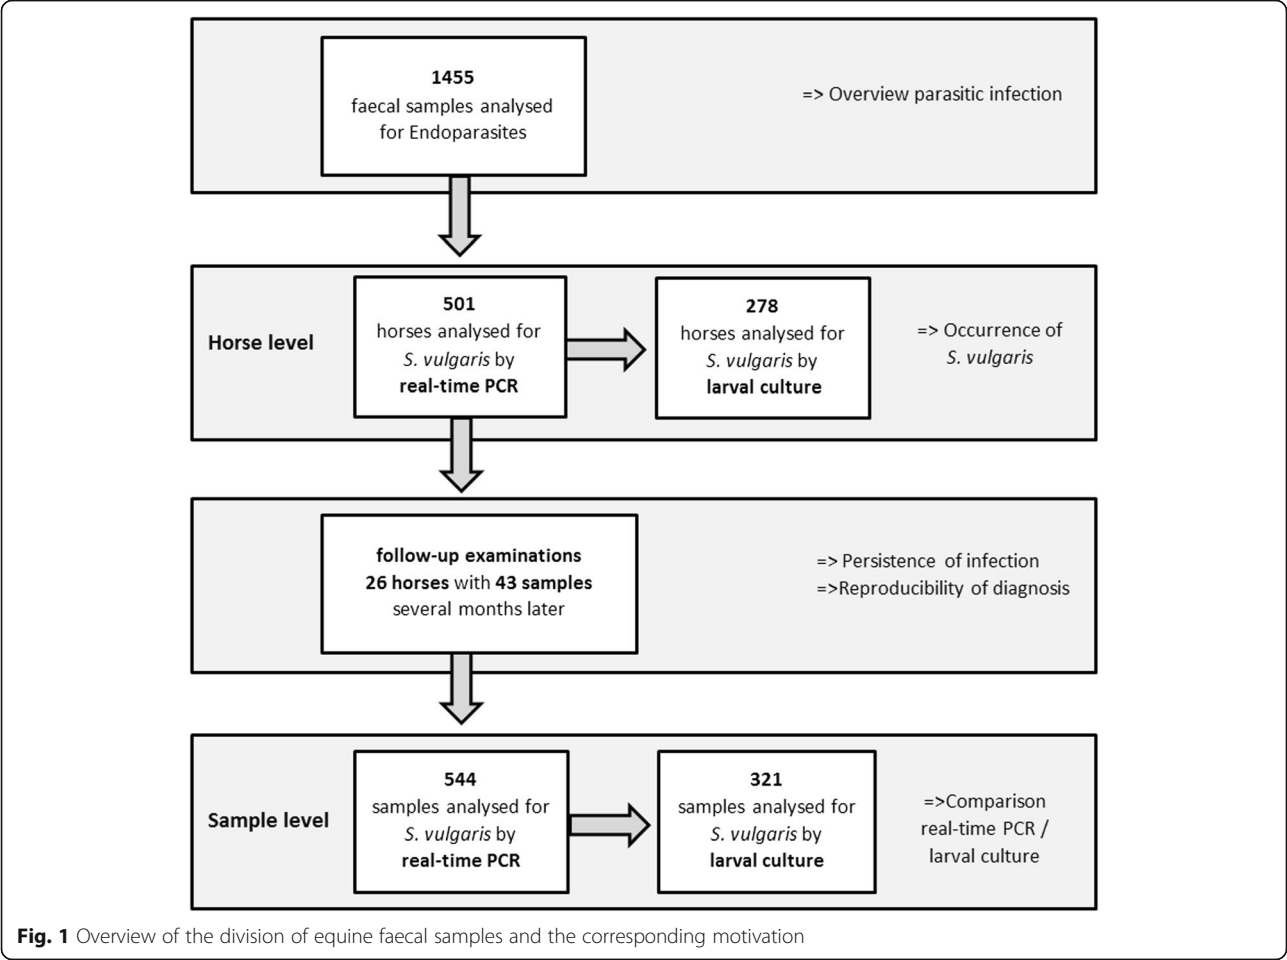 1455
faecal samples analysed
for Endoparasites
=> Overview parasitic infection
Horse level
501
horses analysed for
S. vulgaris by
real-time PCR
278
horses analysed for
S. vulgaris by
larval culture
=> Occurrence of
S. vulgaris
follow-up examinations
26 horses with 43 samples
several months later
=> Persistence of infection
=>Reproducibility of diagnosis
Sample level
544
samples analysed for
S. vulgaris by
real-time PCR
321
samples analysed for
S. vulgaris by
larval culture
=>Comparison
real-time PCR /
larval culture
Fig. 1 Overview of the division of equine faecal samples and the corresponding motivation